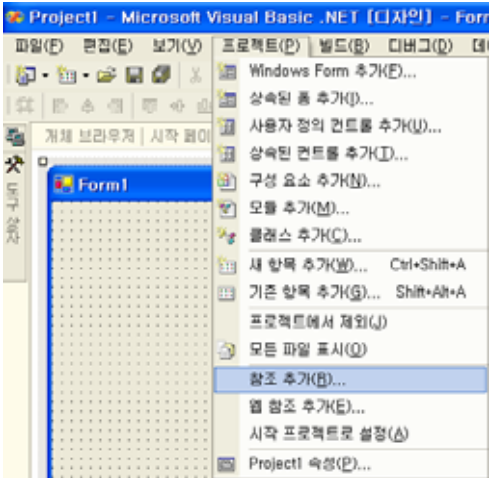 Project1 - Microsoft Visual Basic .NET [디자인] - For
파일(F) 편집(E) 보기(V) 프로젝트(P) 빌드(B) 디버그(D)
Windows Form 추가(F)...
상속된 폼 추가(I)...
사용자 정의 컨트롤 추가(U)...
개체 브라우저 | 시작 페이
상속된 컨트롤 추가(T)...
Form1
구성 요소 추가(N)...
도구 상자
모듈 추가(M)...
클래스 추가(C)...
새 항목 추가(W)... Ctrl+Shift+A
기존 항목 추가(G)... Shift+Alt+A
프로젝트에서 제외(J)
모든 파일 표시(O)
참조 추가(R)...
웹 참조 추가(E)...
시작 프로젝트로 설정(A)
Project1 속성(P)...